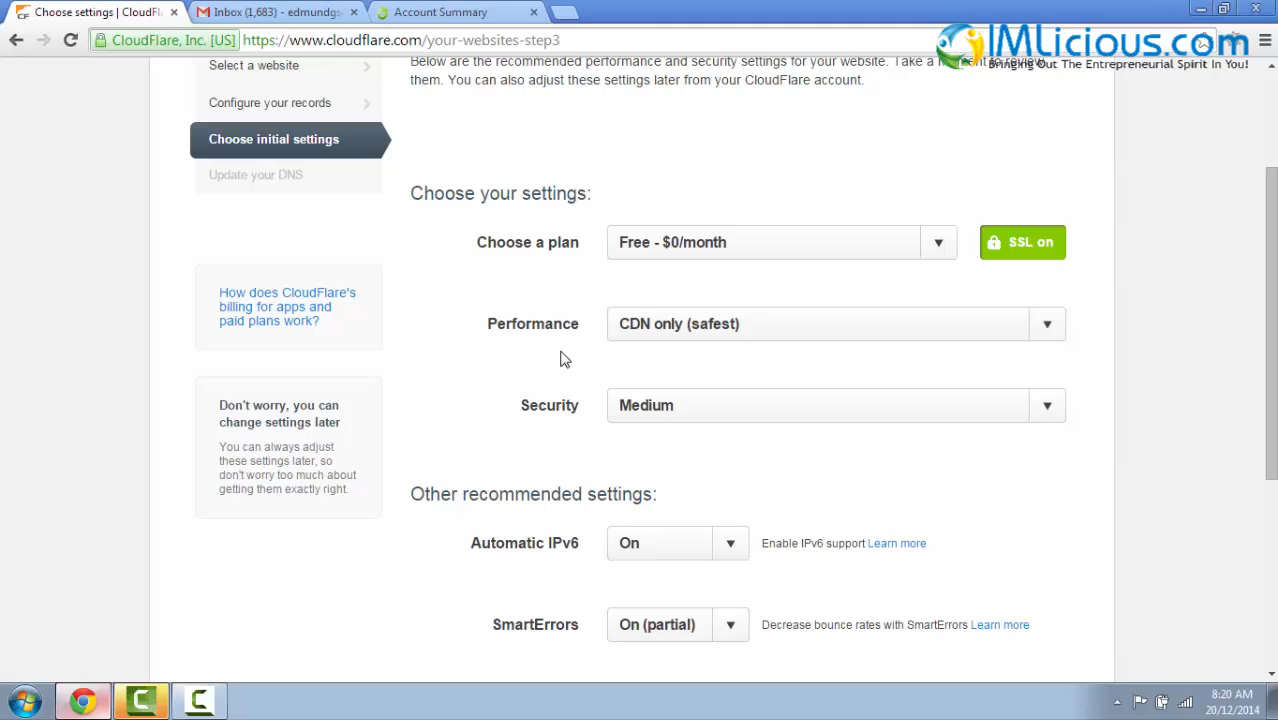 Choose settings | CloudFl
Inbox (1,683) - edmundgs
Account Summary
CloudFlare, Inc. [US]
https://www.cloudflare.com/your-websites-step3
IMLicious.com
Bringing Out The Entrepreneurial Spirit In You!
Select a website
Configure your records
Choose initial settings
Update your DNS
How does CloudFlare's
billing for apps and
paid plans work?
Don't worry, you can
change settings later
You can always adjust
these settings later, so
don't worry too much about
getting them exactly right.
Below are the recommended performance and security settings for your website. Take a moment to review
them. You can also adjust these settings later from your CloudFlare account.
Choose your settings:
Choose a plan
Free - $0/month
SSL on
Performance
CDN only (safest)
Security
Medium
Other recommended settings:
Automatic IPv6
On
Enable IPv6 support Learn more
SmartErrors
On (partial)
Decrease bounce rates with SmartErrors Learn more
8:20 AM
20/12/2014